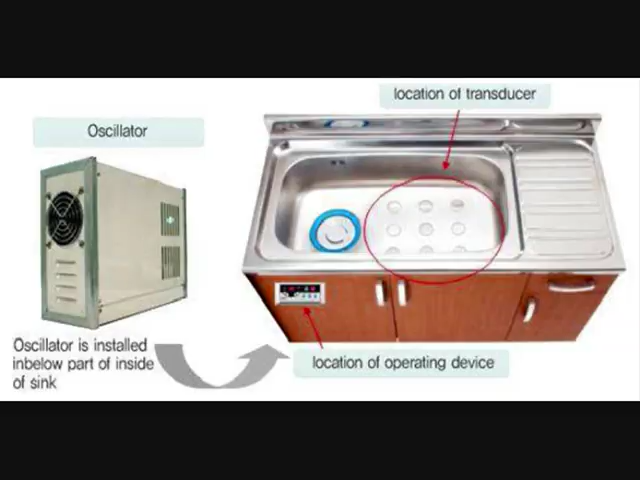 location of transducer
Oscillator
Oscillator is installed
inbelow part of inside
of sink
location of operating device